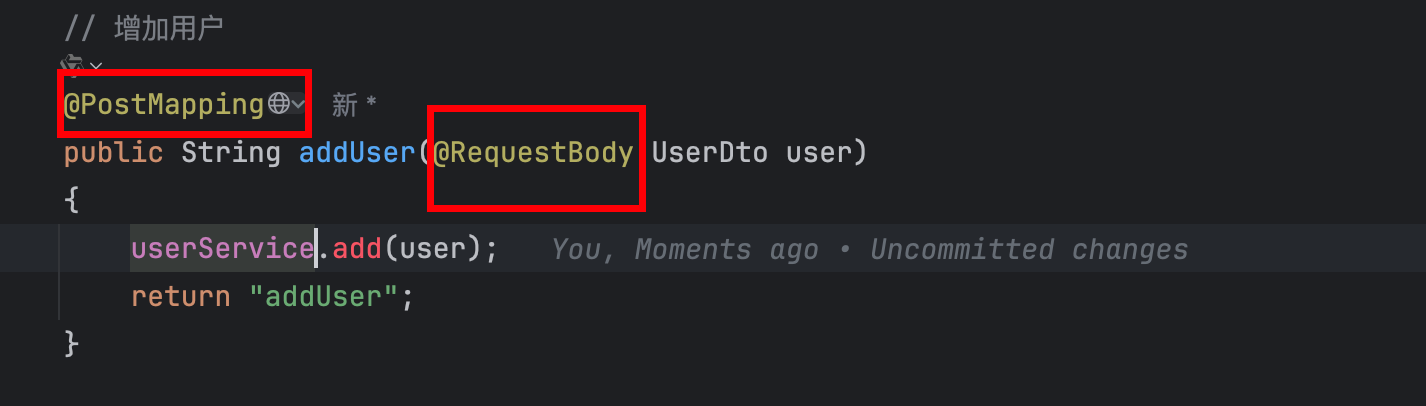 // 增加用户
@PostMapping 新 *
public String addUser(@RequestBody UserDto user)
{
userService.add(user); You, Moments ago • Uncommitted changes
return "addUser";
}